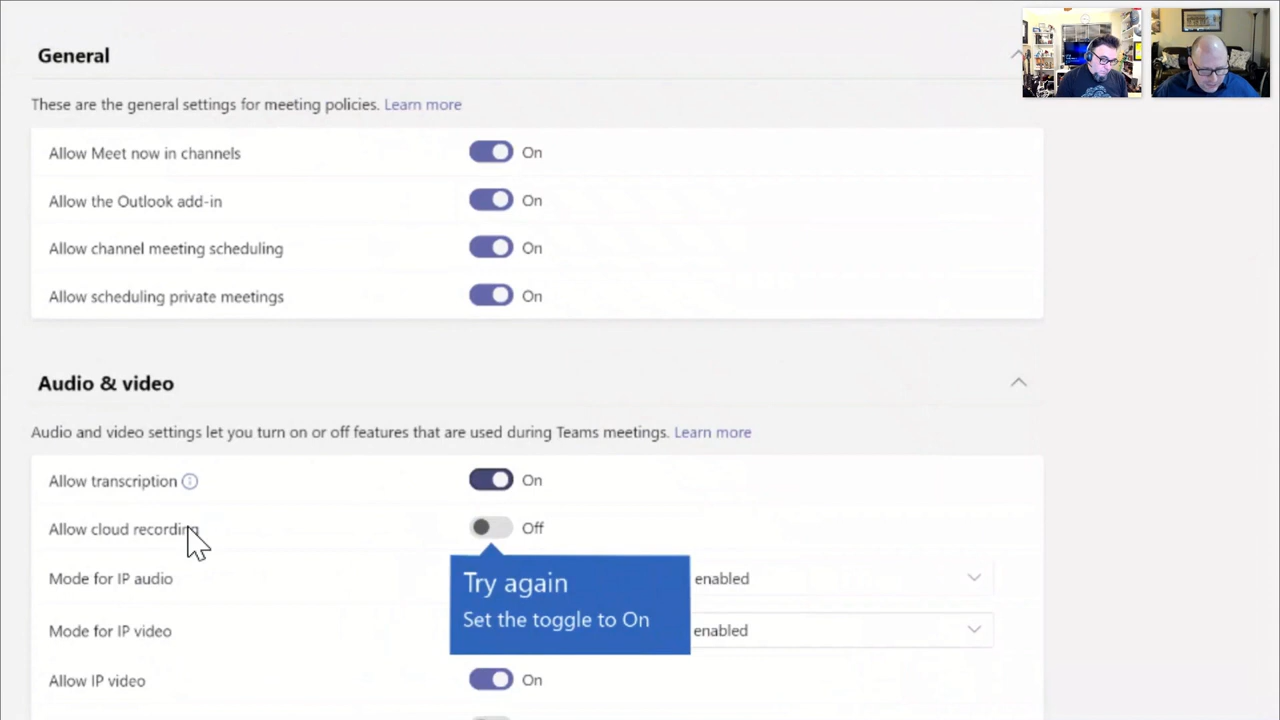 General
These are the general settings for meeting policies. Learn more
Allow Meet now in channels On
Allow the Outlook add-in On
Allow channel meeting scheduling On
Allow scheduling private meetings On
Audio & video
Audio and video settings let you turn on or off features that are used during Teams meetings. Learn more
Allow transcription On
Allow cloud recording Off
Try again
Set the toggle to On
Mode for IP audio enabled
Mode for IP video enabled
Allow IP video On